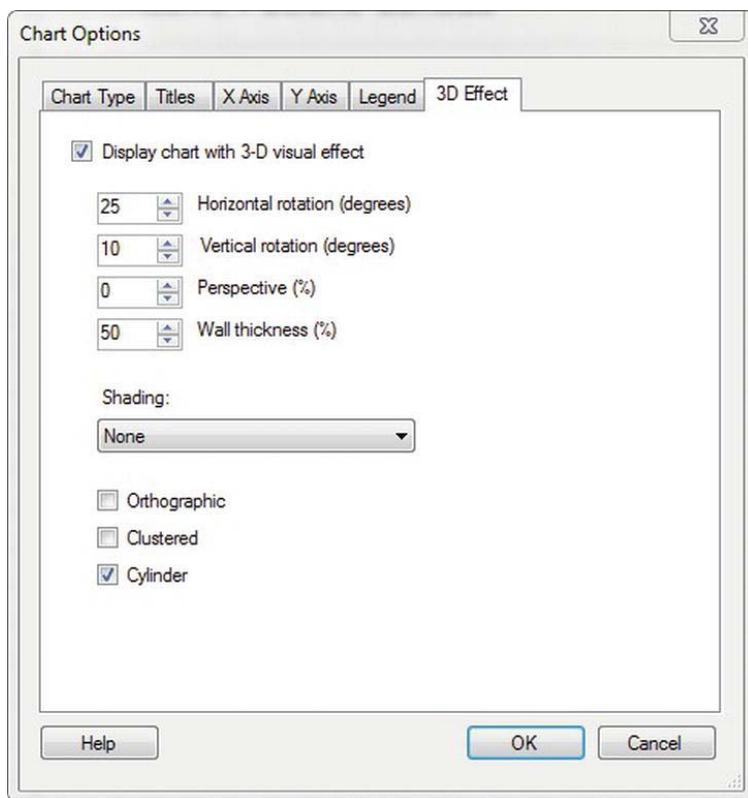 Chart Options
Chart Type Titles X Axis Y Axis Legend 3D Effect
Display chart with 3-D visual effect
25 Horizontal rotation (degrees)
10 Vertical rotation (degrees)
0 Perspective (%)
50 Wall thickness (%)
Shading:
None
Orthographic
Clustered
Cylinder
Help OK Cancel